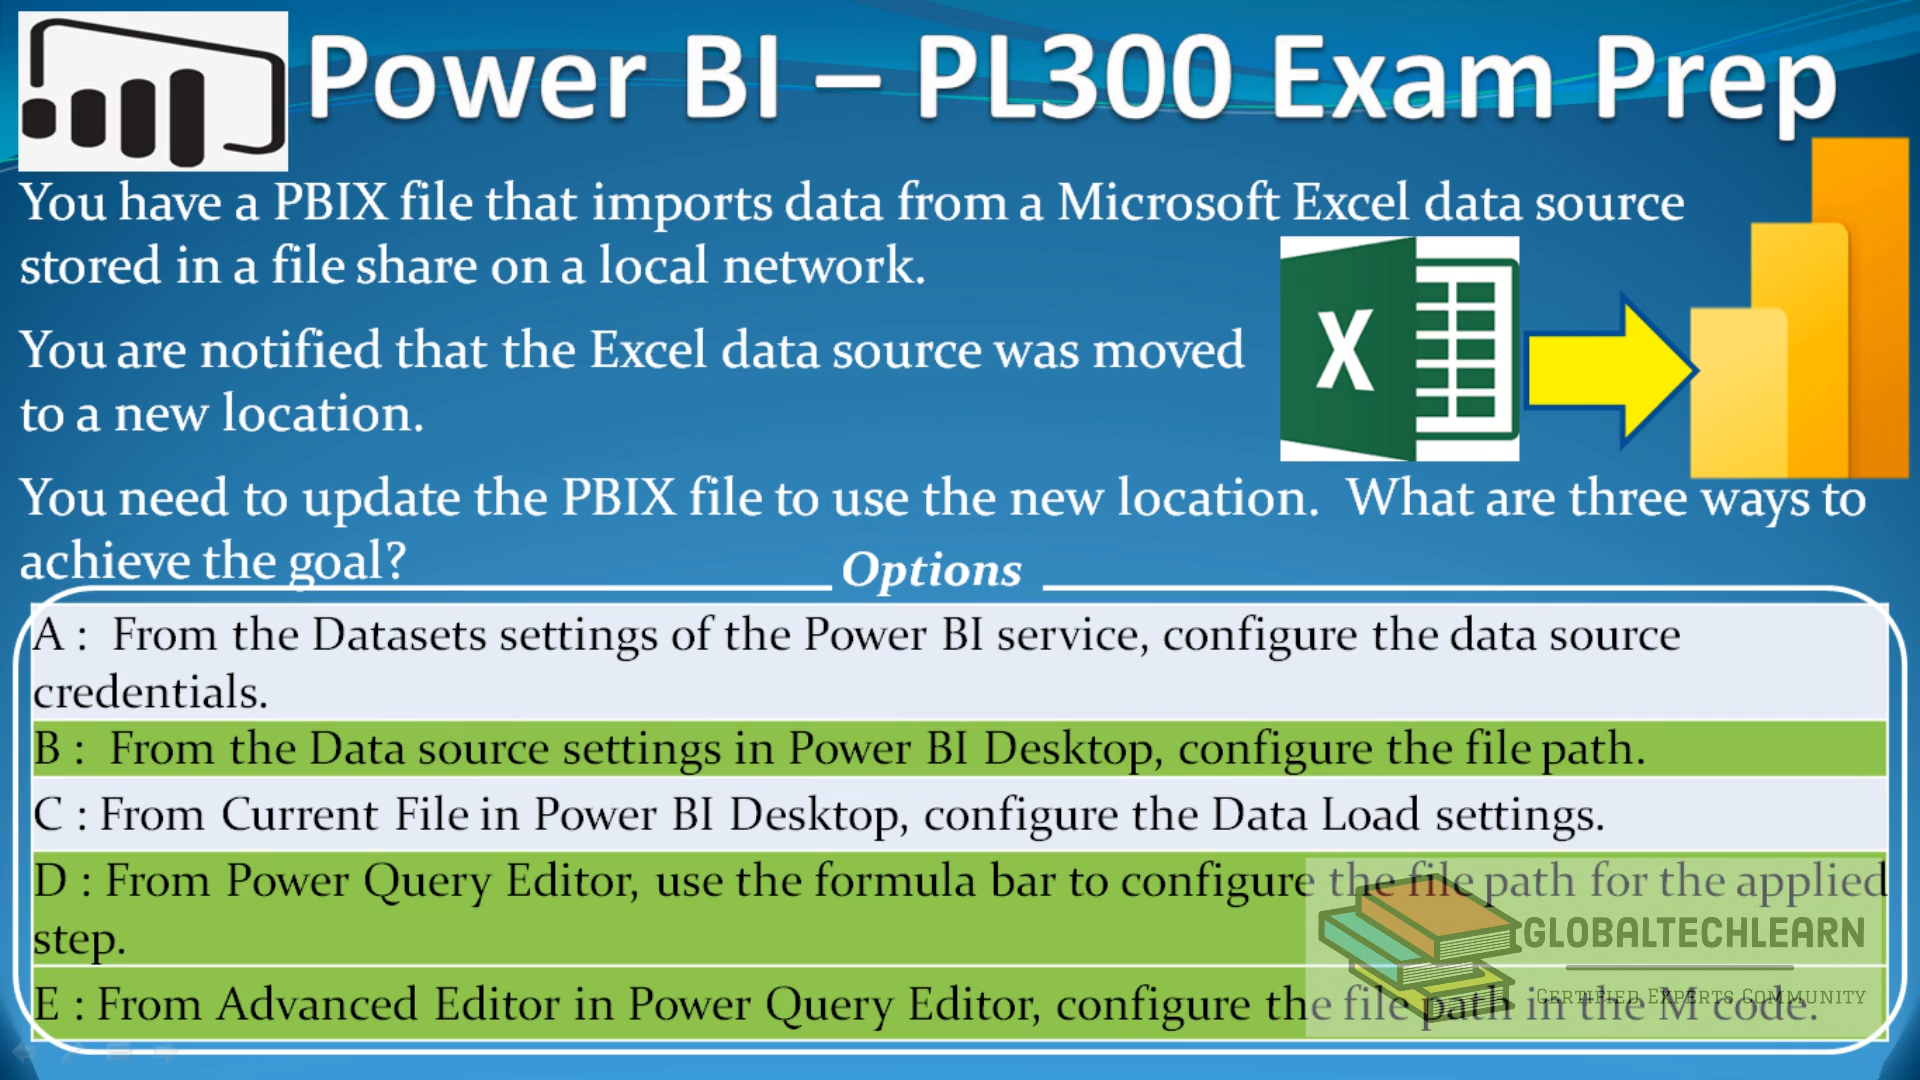 Power BI – PL300 Exam Prep
You have a PBIX file that imports data from a Microsoft Excel data source
stored in a file share on a local network.
X
You are notified that the Excel data source was moved
to a new location.
You need to update the PBIX file to use the new location. What are three ways to
achieve the goal?
Options
A : From the Datasets settings of the Power BI service, configure the data source
credentials.
B : From the Data source settings in Power BI Desktop, configure the file path.
C : From Current File in Power BI Desktop, configure the Data Load settings.
D : From Power Query Editor, use the formula bar to configure the file path for the applied
step.
GLOBALTECHLEARN
CERTIFIED EXPERTS COMMUNITY
E : From Advanced Editor in Power Query Editor, configure the file path in the M code.